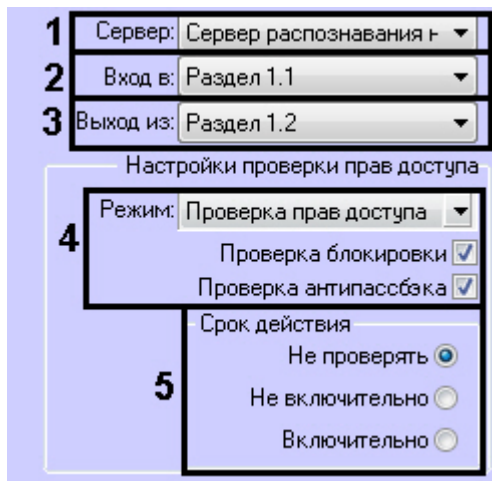 1 Сервер: Сервер распознавания н
2 Вход в: Раздел 1.1
3 Выход из: Раздел 1.2
Настройки проверки прав доступа
4 Режим: Проверка прав доступа
Проверка блокировки
Проверка антипассбэка
5 Срок действия
Не проверять
Не включительно
Включительно